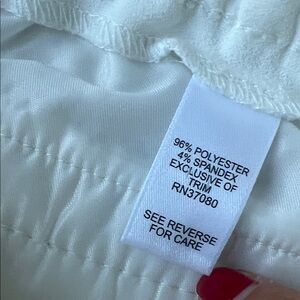 96% POLYESTER
4% SPANDEX
EXCLUSIVE OF
TRIM
RN37080
SEE REVERSE
FOR CARE